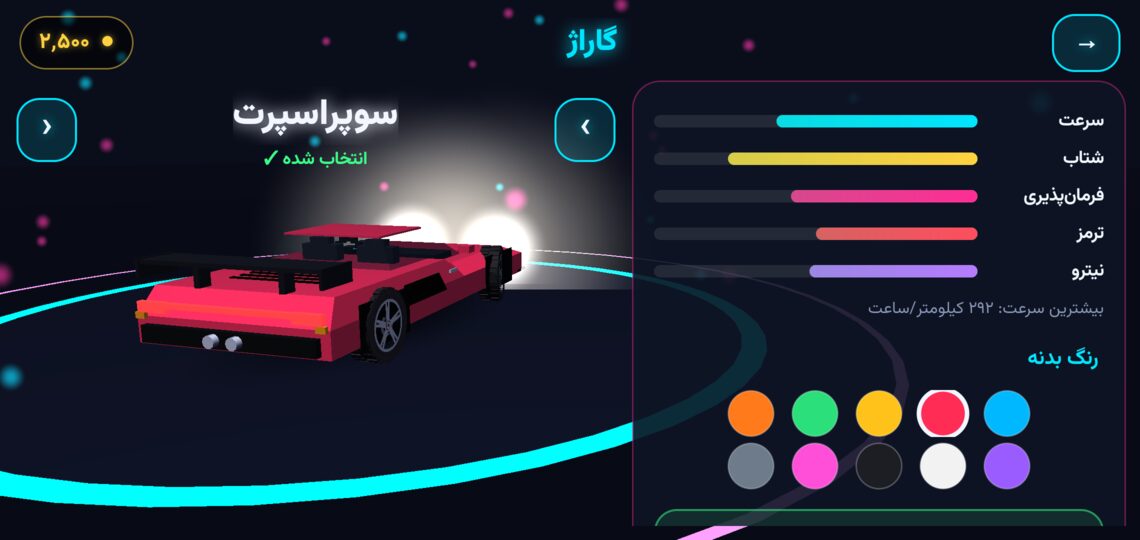 گاراژ
۲,۵۰۰
سوپراسپرت
انتخاب شده ✓
سرعت
شتاب
فرمان‌پذیری
ترمز
نیترو
بیشترین سرعت: ۲۹۲ کیلومتر/ساعت
رنگ بدنه